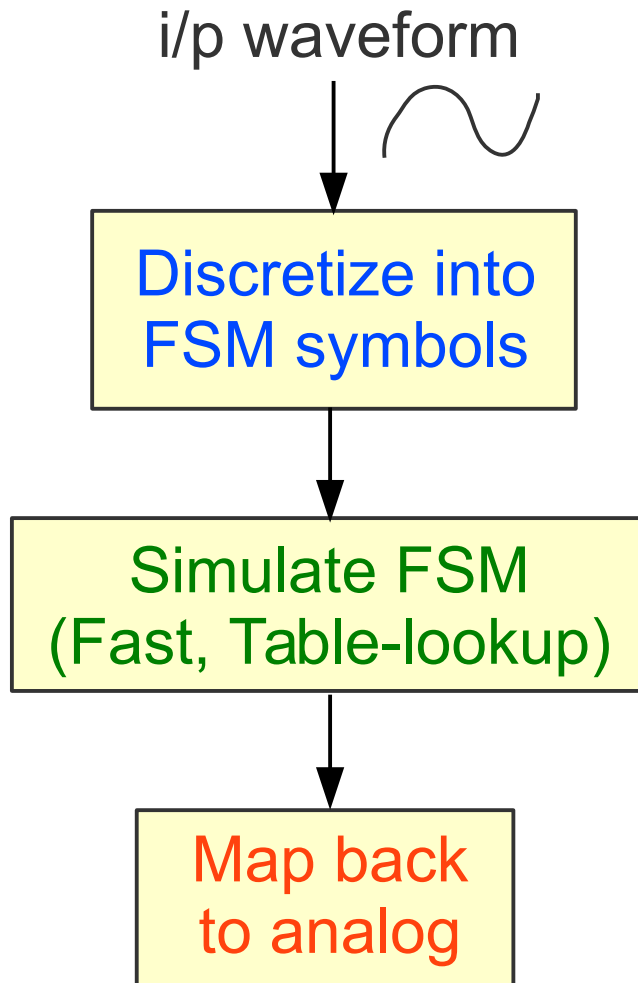 i/p waveform
Discretize into
FSM symbols
Simulate FSM
(Fast, Table-lookup)
Map back
to analog